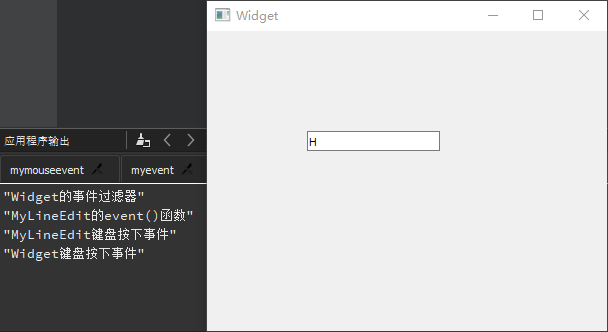 Widget
H
应用程序输出
mymouseevent
myevent
"Widget的事件过滤器"
"MyLineEdit的event()函数"
"MyLineEdit键盘按下事件"
"Widget键盘按下事件"